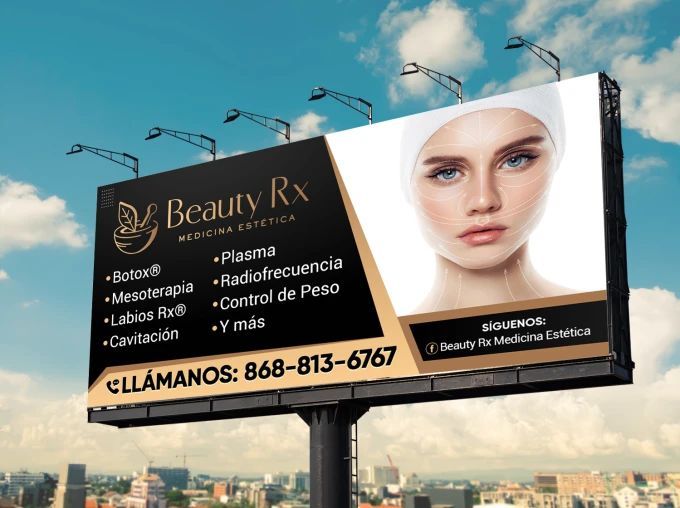 Beauty Rx
MEDICINA ESTÉTICA
•Botox®
•Mesoterapia
•Labios Rx®
•Cavitación
•Plasma
•Radiofrecuencia
•Control de Peso
•Y más
LLÁMANOS: 868-813-6767
SÍGUENOS:
Beauty Rx Medicina Estética